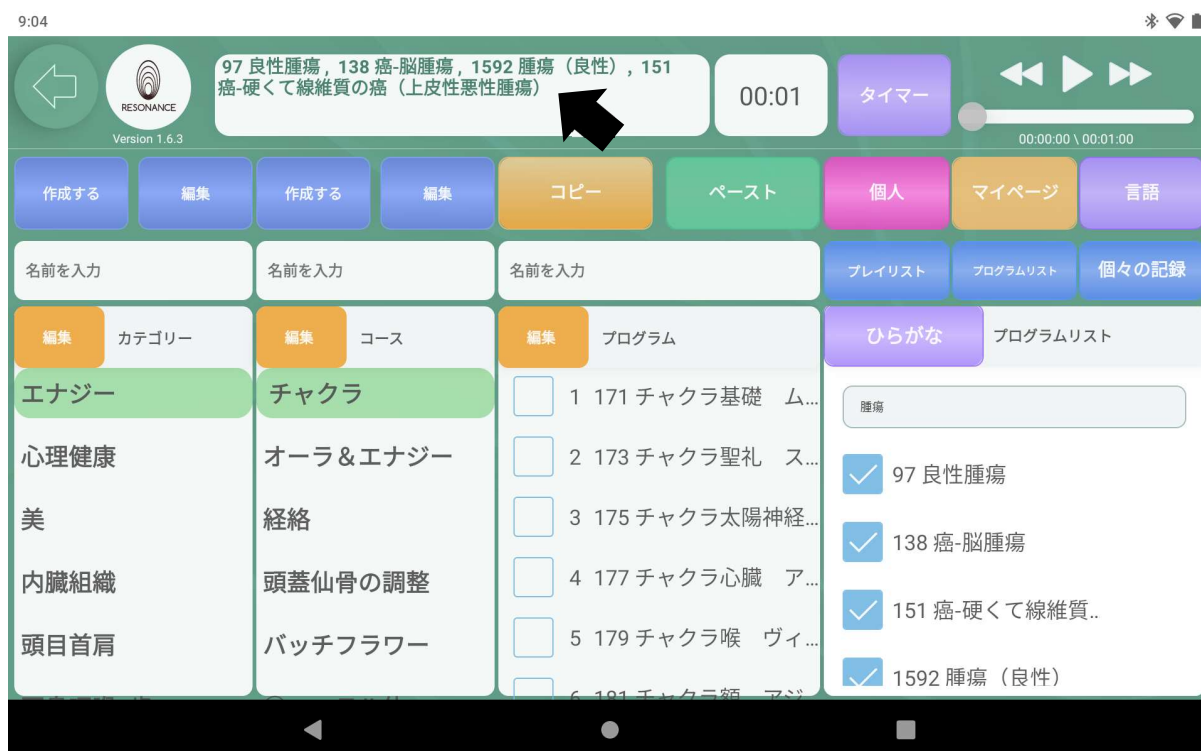 9:04
97 良性腫瘍 , 138 癌-脳腫瘍 , 1592 腫瘍（良性）, 151
癌-硬くて線維質の癌（上皮性悪性腫瘍）
RESONANCE
Version 1.6.3
00:01
タイマー
00:00:00 \ 00:01:00
作成する
編集
作成する
編集
コピー
ペースト
個人
マイページ
言語
名前を入力
名前を入力
名前を入力
プレイリスト
プログラムリスト
個々の記録
編集
カテゴリー
編集
コース
編集
プログラム
ひらがな
プログラムリスト
エナジー
心理健康
美
内臓組織
頭目首肩
チャクラ
オーラ＆エナジー
経絡
頭蓋仙骨の調整
バッチフラワー
1 171 チャクラ基礎　ム...
2 173 チャクラ聖礼　ス...
3 175 チャクラ太陽神経...
4 177 チャクラ心臓　ア...
5 179 チャクラ喉　ヴィ...
6 181 チャクラ額　アジ
腫瘍
97 良性腫瘍
138 癌-脳腫瘍
151 癌-硬くて線維質..
1592 腫瘍（良性）